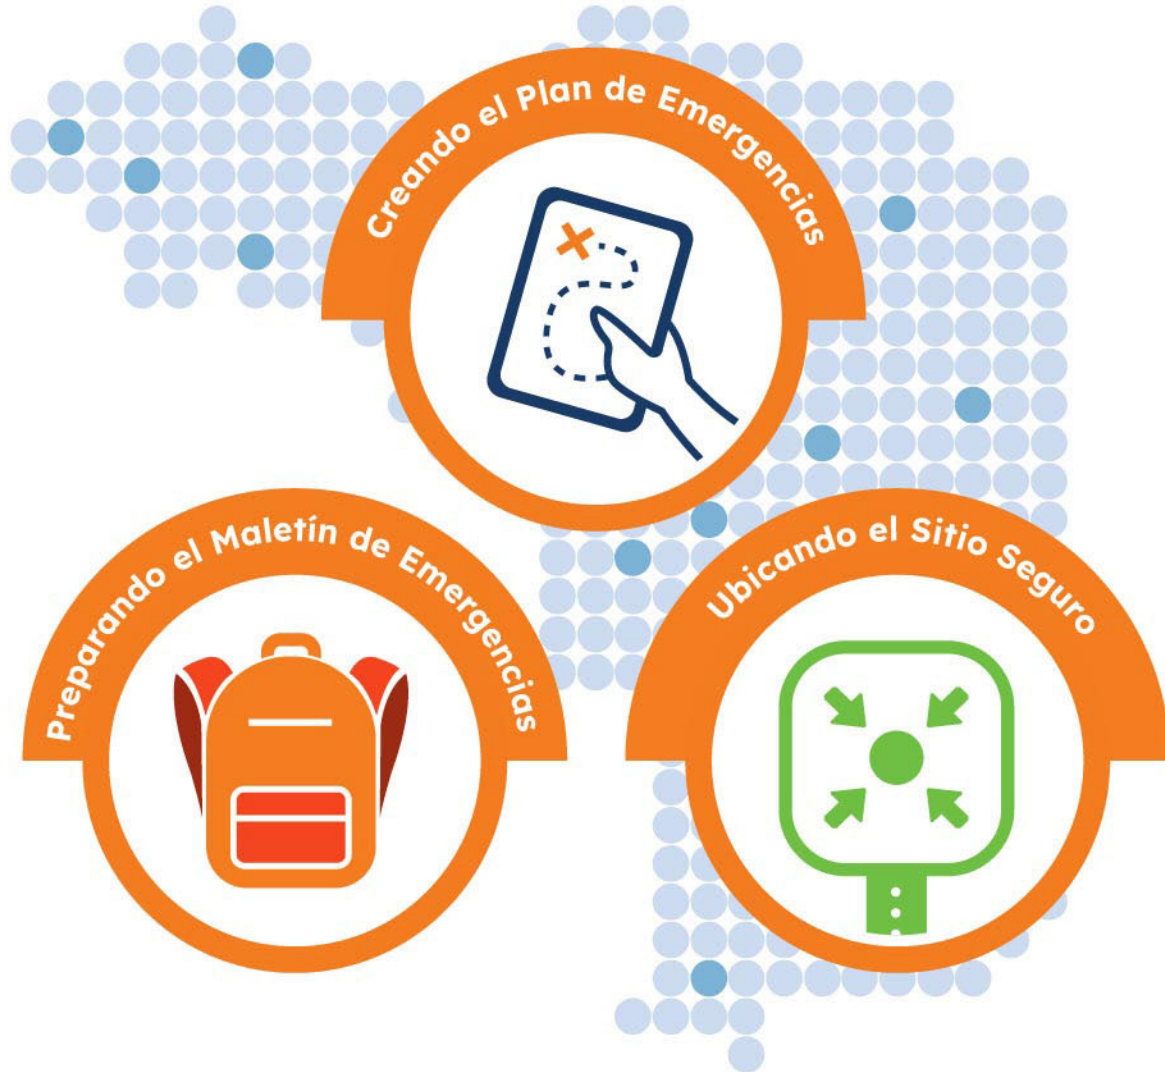 Creando el Plan de Emergencias
Preparando el Maletín de Emergencias
Ubicando el Sitio Seguro